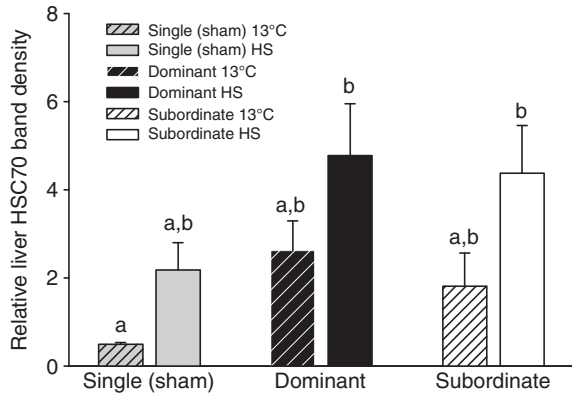 Relative liver HSC70 band density
8
6
4
2
0
Single (sham) 13°C
Single (sham) HS
Dominant 13°C
Dominant HS
Subordinate 13°C
Subordinate HS
a
a,b
a,b
b
a,b
b
Single (sham) Dominant Subordinate